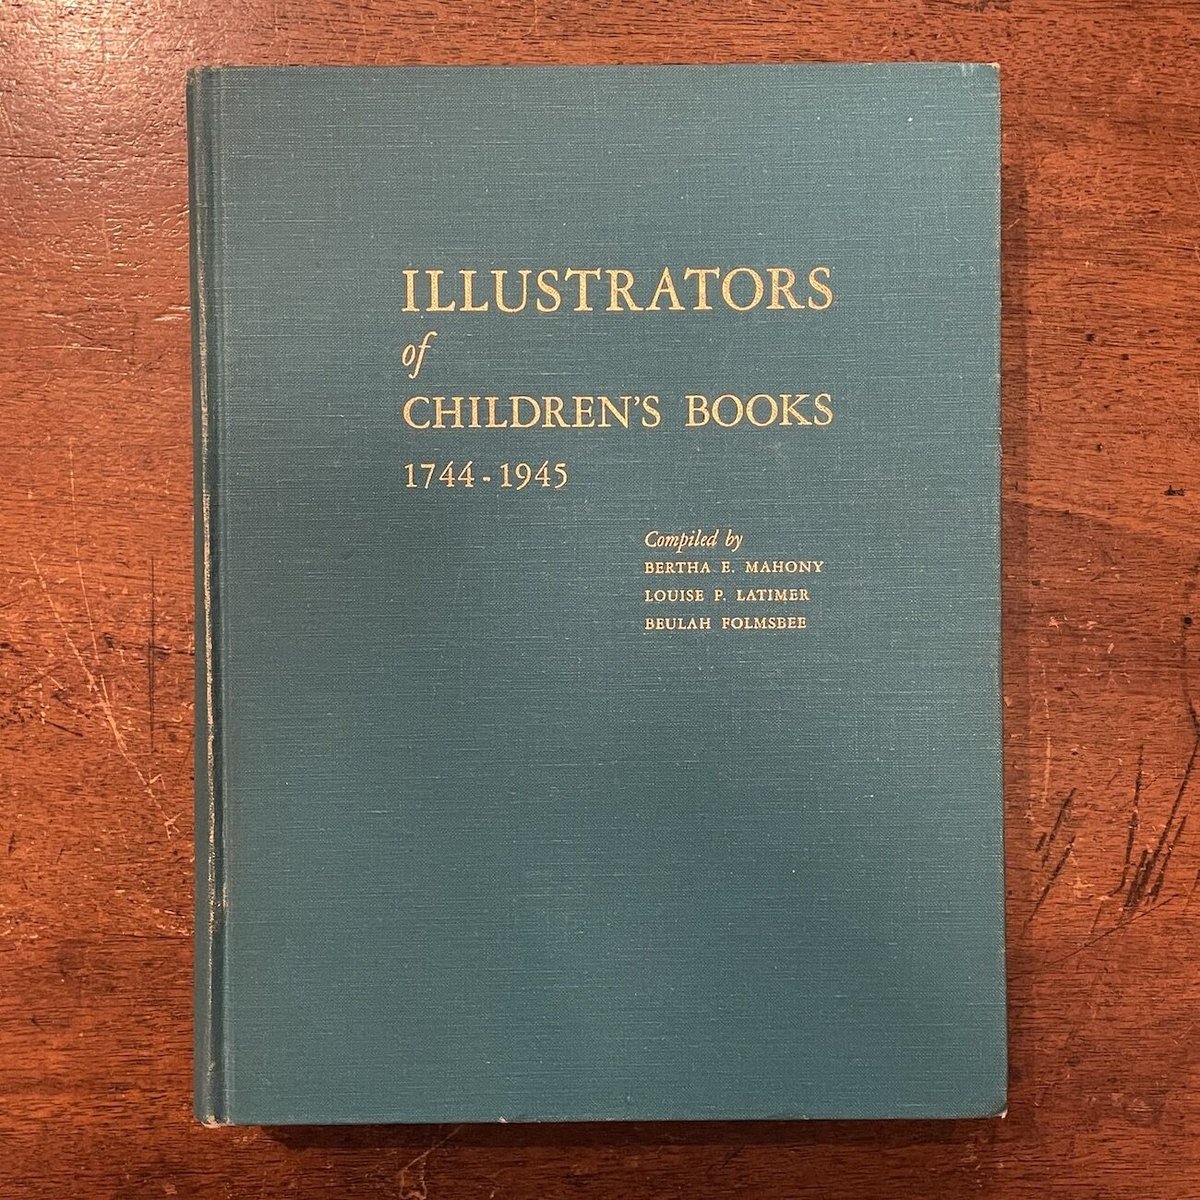 ILLUSTRATORS
of
CHILDREN'S BOOKS
1744-1945
Compiled by
BERTHA E. MAHONY
LOUISE P. LATIMER
BEULAH FOLMSBEE